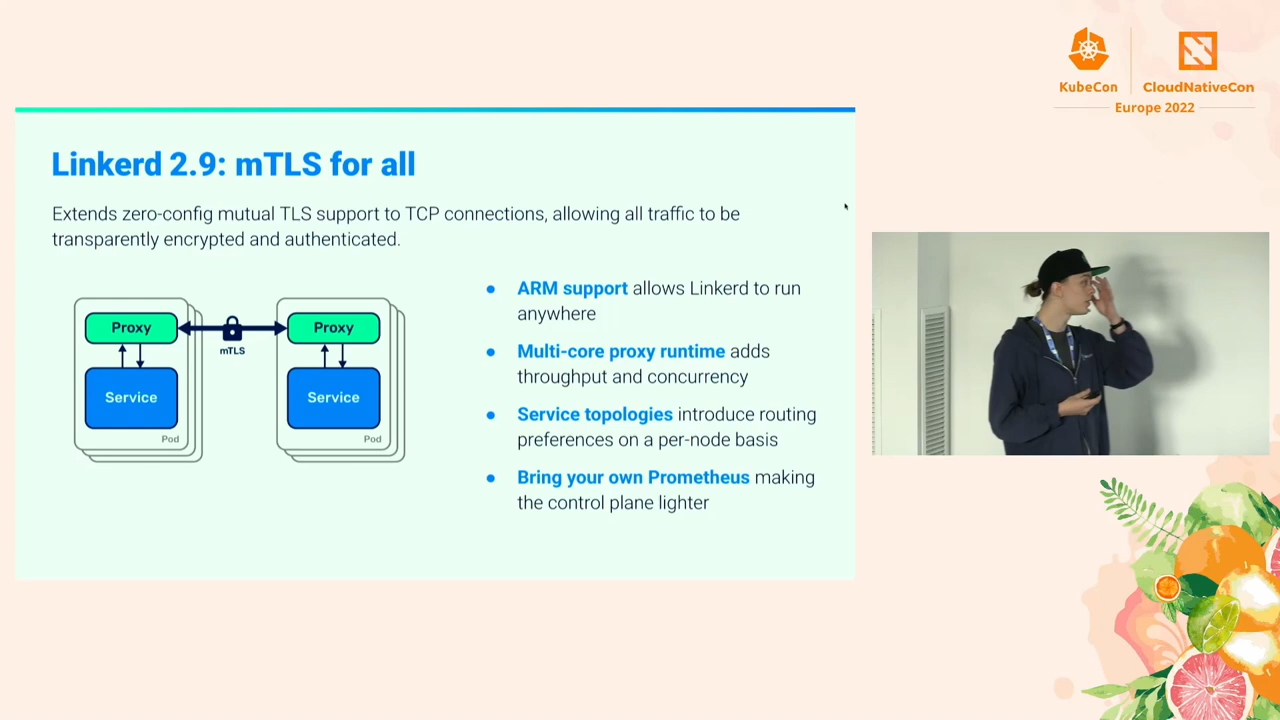 KubeCon
CloudNativeCon
Europe 2022
Linkerd 2.9: mTLS for all
Extends zero-config mutual TLS support to TCP connections, allowing all traffic to be
transparently encrypted and authenticated.
Proxy
mTLS
Proxy
Service
Service
Pod
Pod
● ARM support allows Linkerd to run
anywhere
● Multi-core proxy runtime adds
throughput and concurrency
● Service topologies introduce routing
preferences on a per-node basis
● Bring your own Prometheus making
the control plane lighter